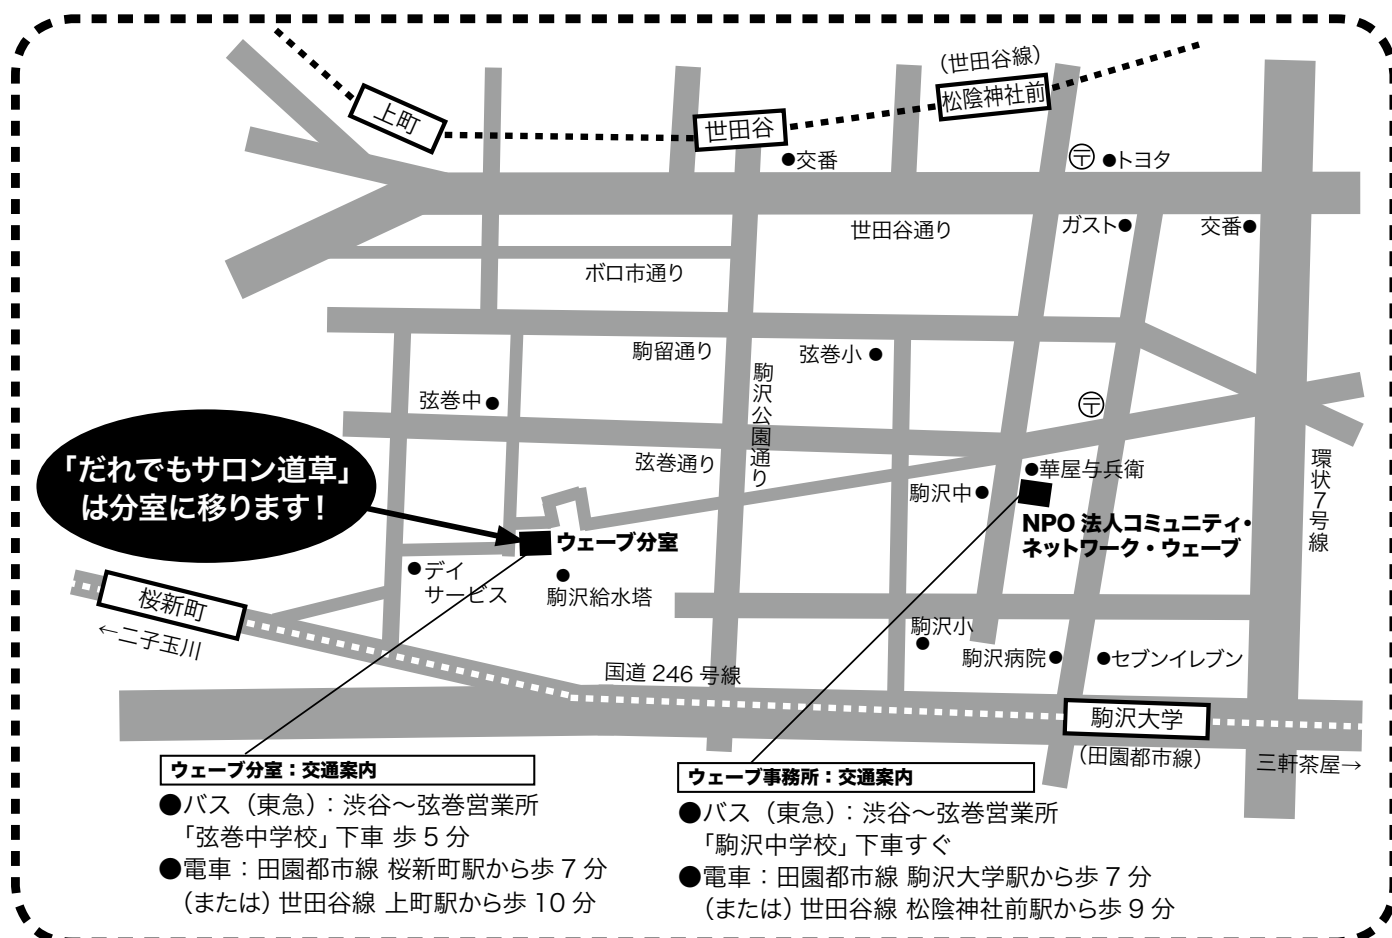 (世田谷線)
上町
世田谷
松陰神社前
●交番
〒
●トヨタ
世田谷通り
ガスト●
交番●
ボロ市通り
駒留通り
弦巻小 ●
駒沢公園通り
弦巻中 ●
〒
「だれでもサロン道草」
は分室に移ります!
弦巻通り
●華屋与兵衛
駒沢中 ●
環状7号線
NPO 法人コミュニティ・
ネットワーク・ウェーブ
ウェーブ分室
●デイ
サービス
●
駒沢給水塔
桜新町
←二子玉川
駒沢小
●
駒沢病院●
●セブンイレブン
国道 246 号線
駒沢大学
(田園都市線)
三軒茶屋→
ウェーブ分室:交通案内
●バス(東急):渋谷〜弦巻営業所
「弦巻中学校」下車 歩 5 分
●電車:田園都市線 桜新町駅から歩 7 分
(または)世田谷線 上町駅から歩 10 分
ウェーブ事務所:交通案内
●バス(東急):渋谷〜弦巻営業所
「駒沢中学校」下車すぐ
●電車:田園都市線 駒沢大学駅から歩 7 分
(または)世田谷線 松陰神社前駅から歩 9 分